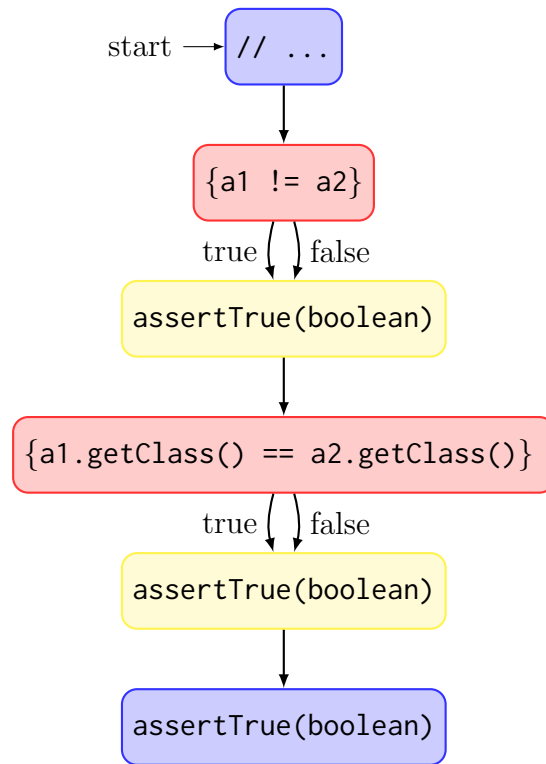 start
// ...
{a1 != a2}
true false
assertTrue(boolean)
{a1.getClass() == a2.getClass()}
true false
assertTrue(boolean)
assertTrue(boolean)